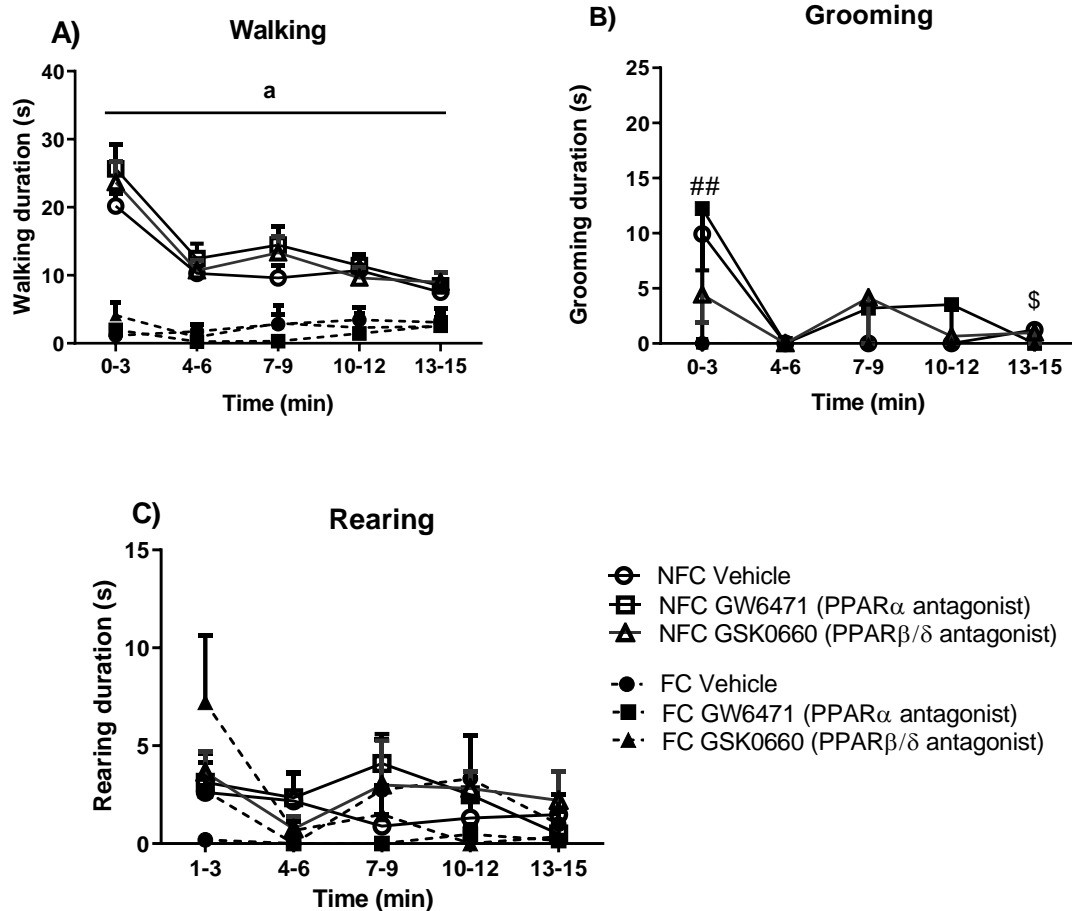 A)
Walking
a
Walking duration (s)
40
30
20
10
0
0-3 4-6 7-9 10-12 13-15
Time (min)
B)
Grooming
Grooming duration (s)
25
20
15
10
5
0
##
$
0-3 4-6 7-9 10-12 13-15
Time (min)
C)
Rearing
Rearing duration (s)
15
10
5
0
1-3 4-6 7-9 10-12 13-15
Time (min)
NFC Vehicle
NFC GW6471 (PPARα antagonist)
NFC GSK0660 (PPARβ/δ antagonist)
FC Vehicle
FC GW6471 (PPARα antagonist)
FC GSK0660 (PPARβ/δ antagonist)